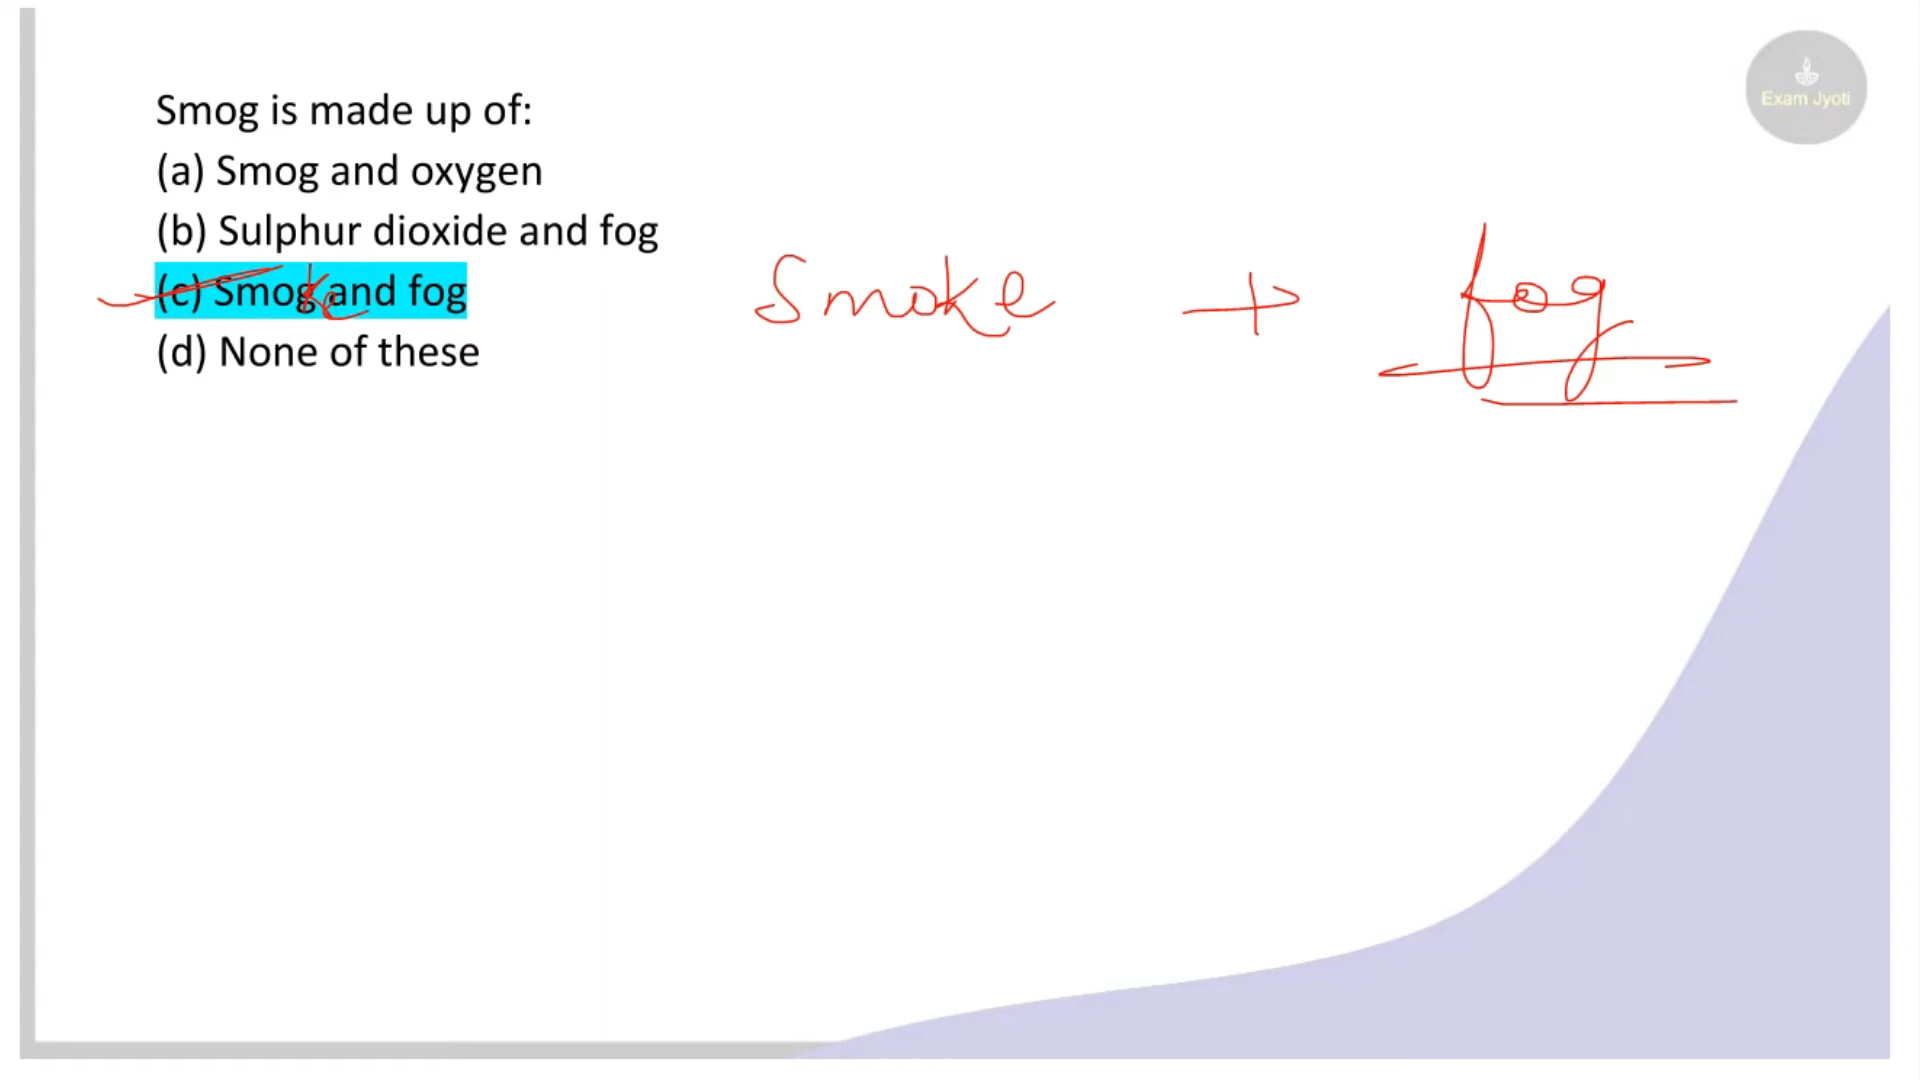 Exam Jyoti
Smog is made up of:
(a) Smog and oxygen
(b) Sulphur dioxide and fog
(c) Smog ke and fog
Smoke + fog
(d) None of these